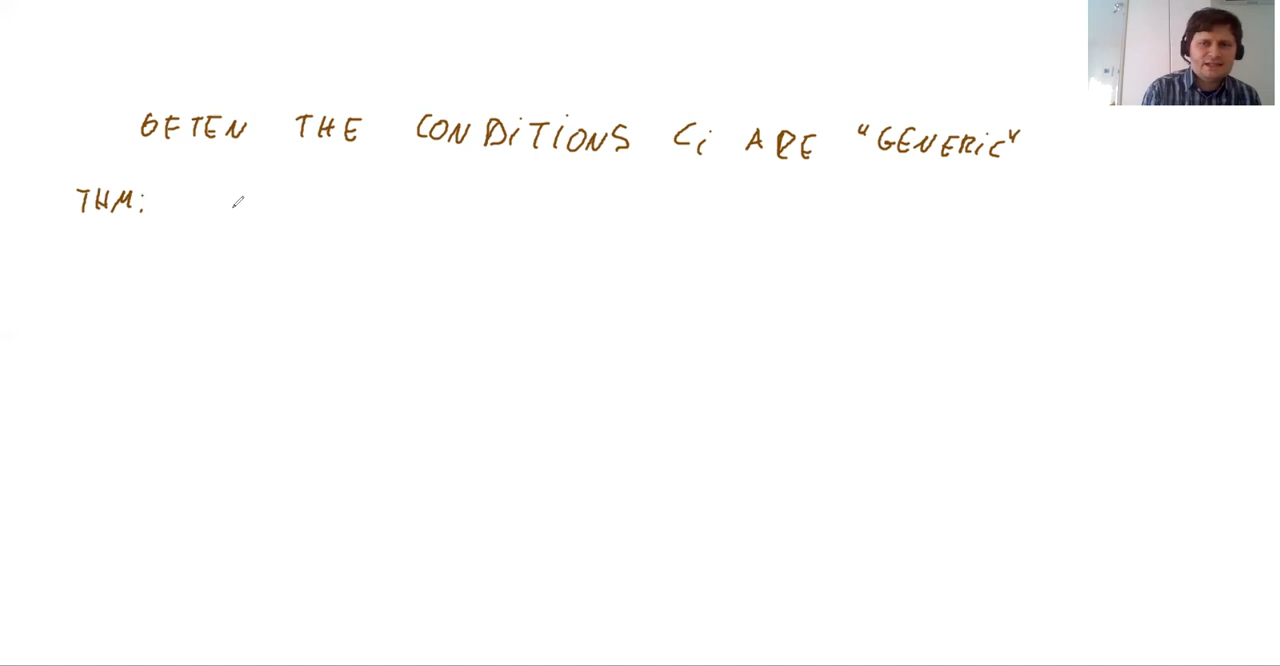 OFTEN THE CONDITIONS Ci ARE "GENERIC"
THM: